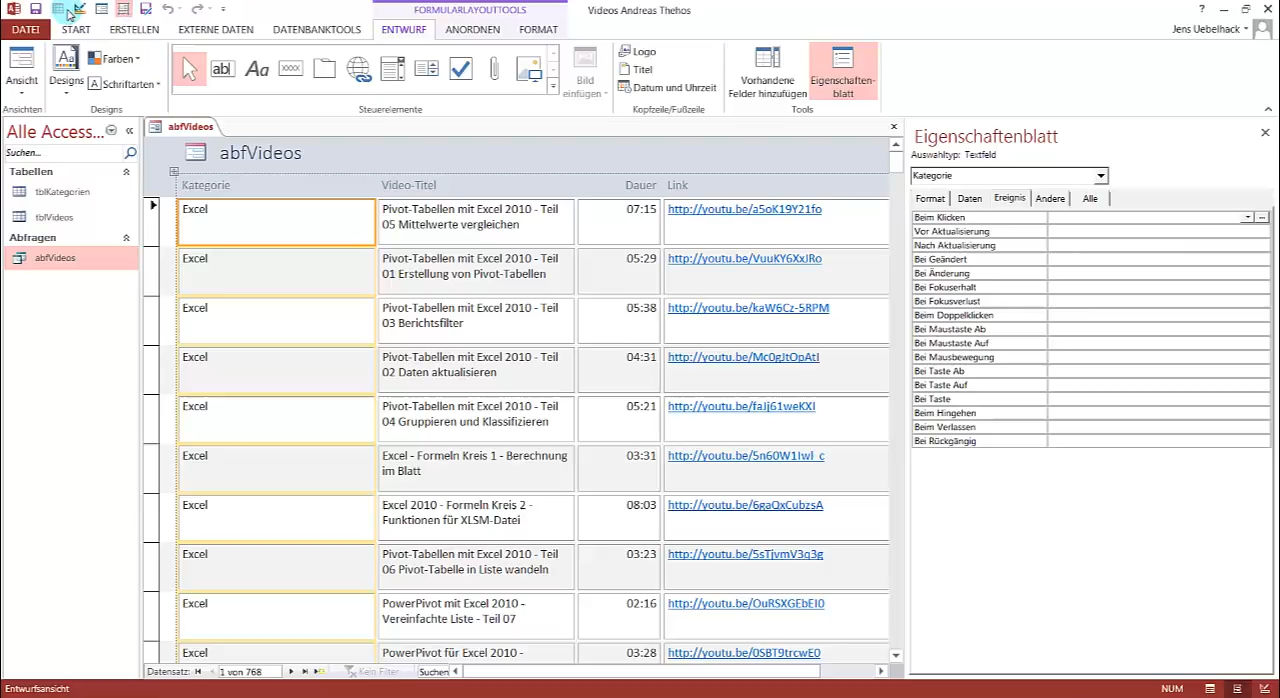 FORMULARLAYOUTTOOLS
Videos Andreas Thehos
DATEI START ERSTELLEN EXTERNE DATEN DATENBANKTOOLS ENTWURF ANORDNEN FORMAT
Jens Uebelhack
Ansicht
Ansichten
Designs
Farben
Schriftarten
Designs
ab|
Aa
XXXX
Steuerelemente
Bild
einfügen
Logo
Titel
Datum und Uhrzeit
Kopfzeile/Fußzeile
Vorhandene
Felder hinzufügen
Eigenschaften-
blatt
Tools
Alle Access...
Suchen...
Tabellen
tblKategorien
tblVideos
Abfragen
abfVideos
abfVideos
abfVideos
Kategorie Video-Titel Dauer Link
Excel Pivot-Tabellen mit Excel 2010 - Teil 07:15 http://youtu.be/a5oK19Y21fo
05 Mittelwerte vergleichen
Excel Pivot-Tabellen mit Excel 2010 - Teil 05:29 http://youtu.be/VuuKY6XxJRo
01 Erstellung von Pivot-Tabellen
Excel Pivot-Tabellen mit Excel 2010 - Teil 05:38 http://youtu.be/kaW6Cz-5RPM
03 Berichtsfilter
Excel Pivot-Tabellen mit Excel 2010 - Teil 04:31 http://youtu.be/Mc0gJtOpAtI
02 Daten aktualisieren
Excel Pivot-Tabellen mit Excel 2010 - Teil 05:21 http://youtu.be/faJj61weKXI
04 Gruppieren und Klassifizieren
Excel Excel - Formeln Kreis 1 - Berechnung 03:31 http://youtu.be/5n60W1Iwl_c
im Blatt
Excel Excel 2010 - Formeln Kreis 2 - 08:03 http://youtu.be/6gaQxCubzsA
Funktionen für XLSM-Datei
Excel Pivot-Tabellen mit Excel 2010 - Teil 03:23 http://youtu.be/5sTjvmV3q3g
06 Pivot-Tabelle in Liste wandeln
Excel PowerPivot mit Excel 2010 - 02:16 http://youtu.be/OuRSXGEbEI0
Vereinfachte Liste - Teil 07
Excel PowerPivot für Excel 2010 - 03:28 http://youtu.be/0SBT9trcwE0
Datensatz: 1 von 768 Kein Filter Suchen
Eigenschaftenblatt
Auswahltyp: Textfeld
Kategorie
Format Daten Ereignis Andere Alle
Beim Klicken
Vor Aktualisierung
Nach Aktualisierung
Bei Geändert
Bei Änderung
Bei Fokuserhalt
Bei Fokusverlust
Beim Doppelklicken
Bei Maustaste Ab
Bei Maustaste Auf
Bei Mausbewegung
Bei Taste Ab
Bei Taste Auf
Bei Taste
Beim Hingehen
Beim Verlassen
Bei Rückgängig
Entwurfsansicht
NUM